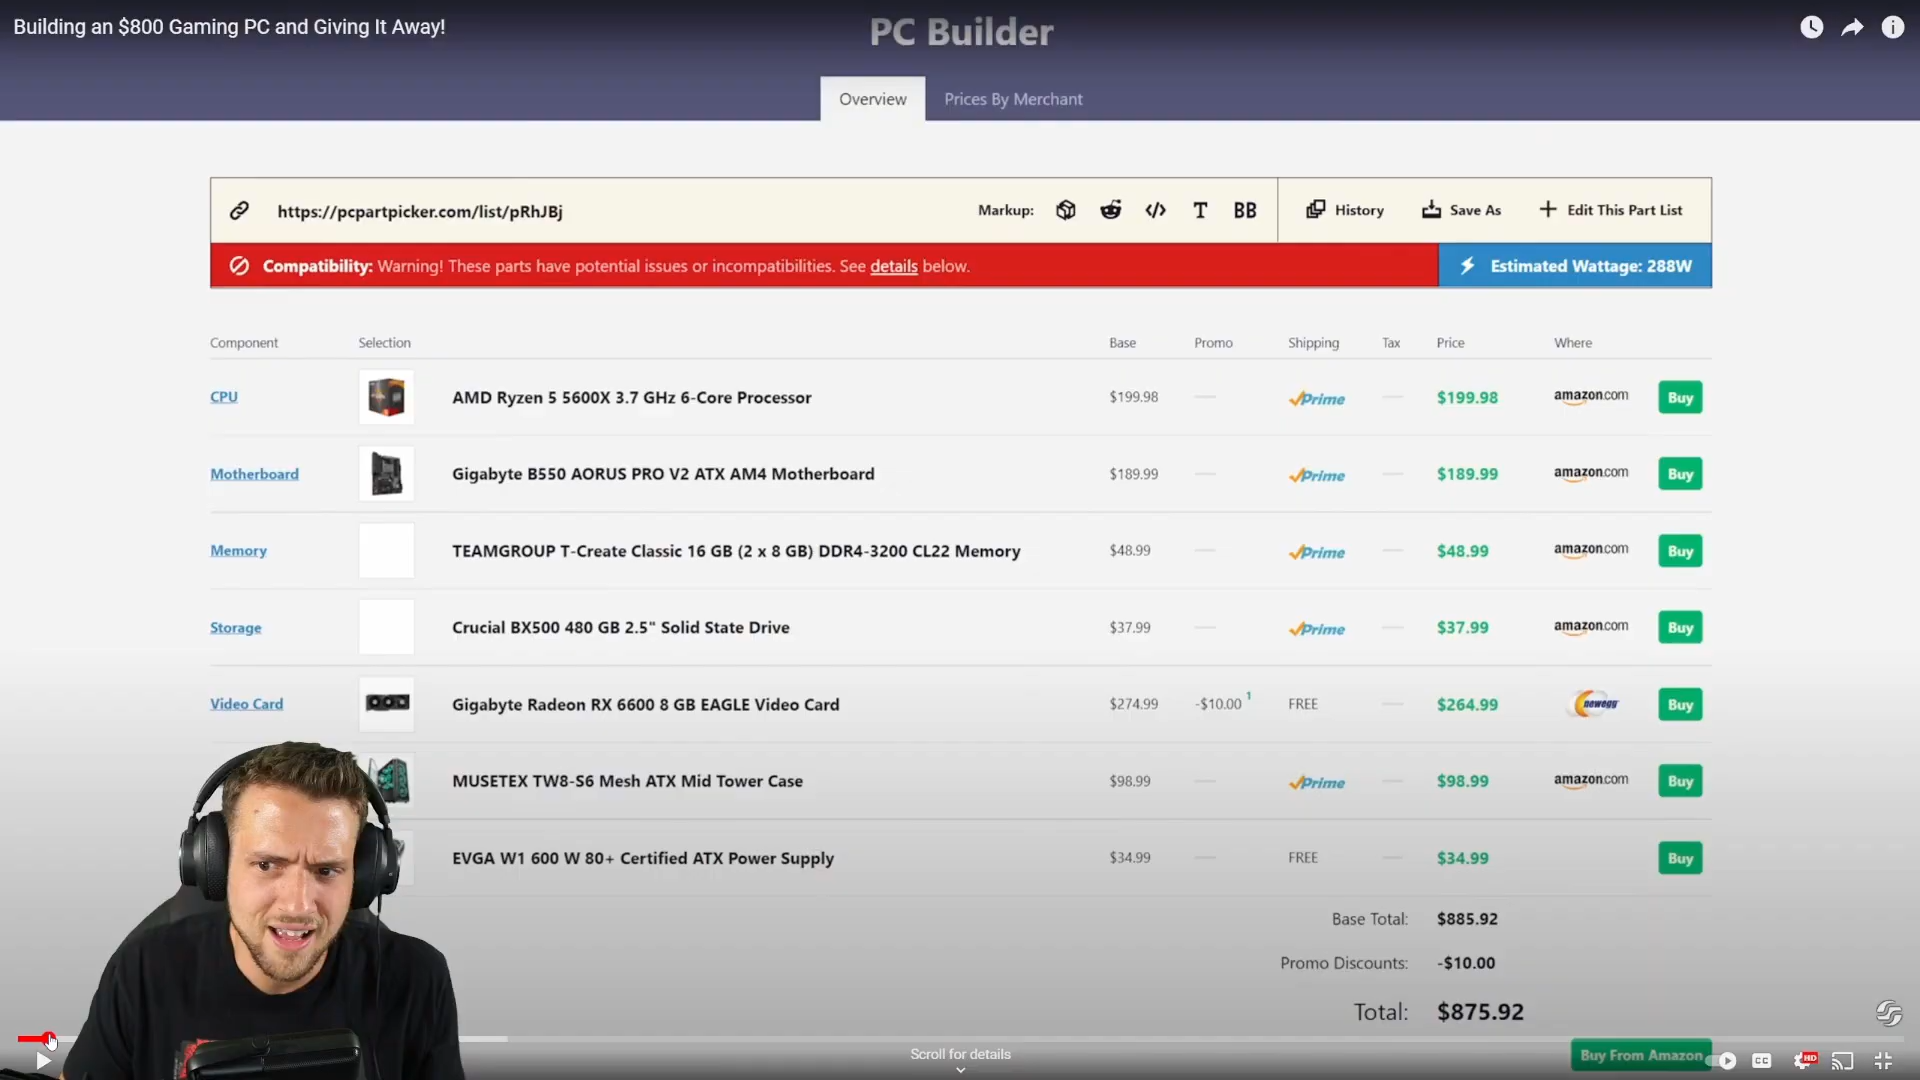 Building an $800 Gaming PC and Giving It Away!
PC Builder
Overview Prices By Merchant
https://pcpartpicker.com/list/pRhJBj Markup: T BB History Save As + Edit This Part List
Compatibility: Warning! These parts have potential issues or incompatibilities. See details below. Estimated Wattage: 288W
Component Selection Base Promo Shipping Tax Price Where
CPU AMD Ryzen 5 5600X 3.7 GHz 6-Core Processor $199.98 — Prime — $199.98 amazon.com Buy
Motherboard Gigabyte B550 AORUS PRO V2 ATX AM4 Motherboard $189.99 — Prime — $189.99 amazon.com Buy
Memory TEAMGROUP T-Create Classic 16 GB (2 x 8 GB) DDR4-3200 CL22 Memory $48.99 — Prime — $48.99 amazon.com Buy
Storage Crucial BX500 480 GB 2.5" Solid State Drive $37.99 — Prime — $37.99 amazon.com Buy
Video Card Gigabyte Radeon RX 6600 8 GB EAGLE Video Card $274.99 -$10.00 1 FREE — $264.99 newegg Buy
MUSETEX TW8-S6 Mesh ATX Mid Tower Case $98.99 — Prime — $98.99 amazon.com Buy
EVGA W1 600 W 80+ Certified ATX Power Supply $34.99 — FREE — $34.99 Buy
Base Total: $885.92
Promo Discounts: -$10.00
Total: $875.92
Scroll for details
Buy From Amazon
CC HD